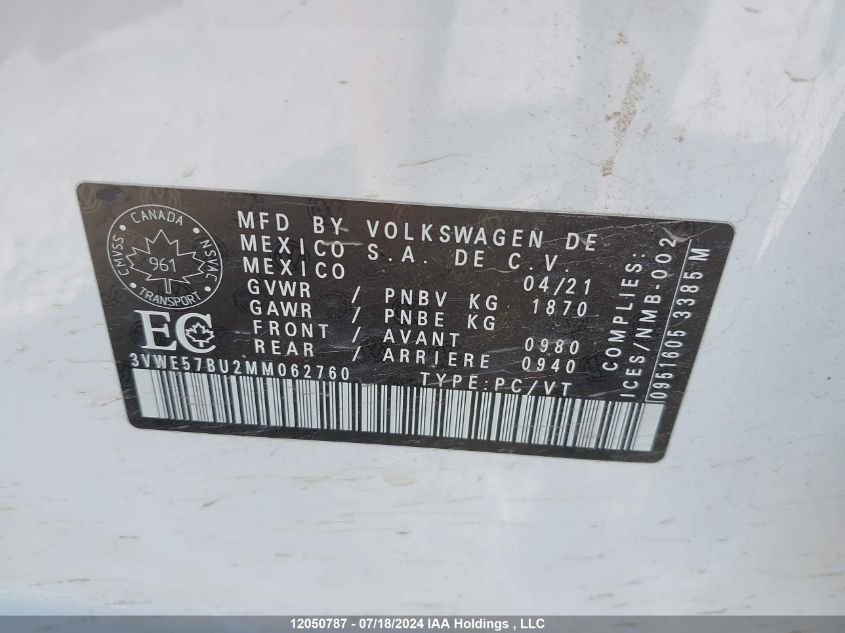 CANADA
CMVSS
NSVAC
961
TRANSPORT
EC
MFD BY VOLKSWAGEN DE
MEXICO S.A. DE C.V.
MEXICO 04/21
GVWR / PNBV KG 1870
GAWR / PNBE KG
FRONT / AVANT 0980
REAR / ARRIERE 0940
3VWE57BU2MM062760 TYPE:PC/VT
COMPLIES:
ICES/NMB-002
0951605 3385 M
12050787 - 07/18/2024 IAA Holdings , LLC